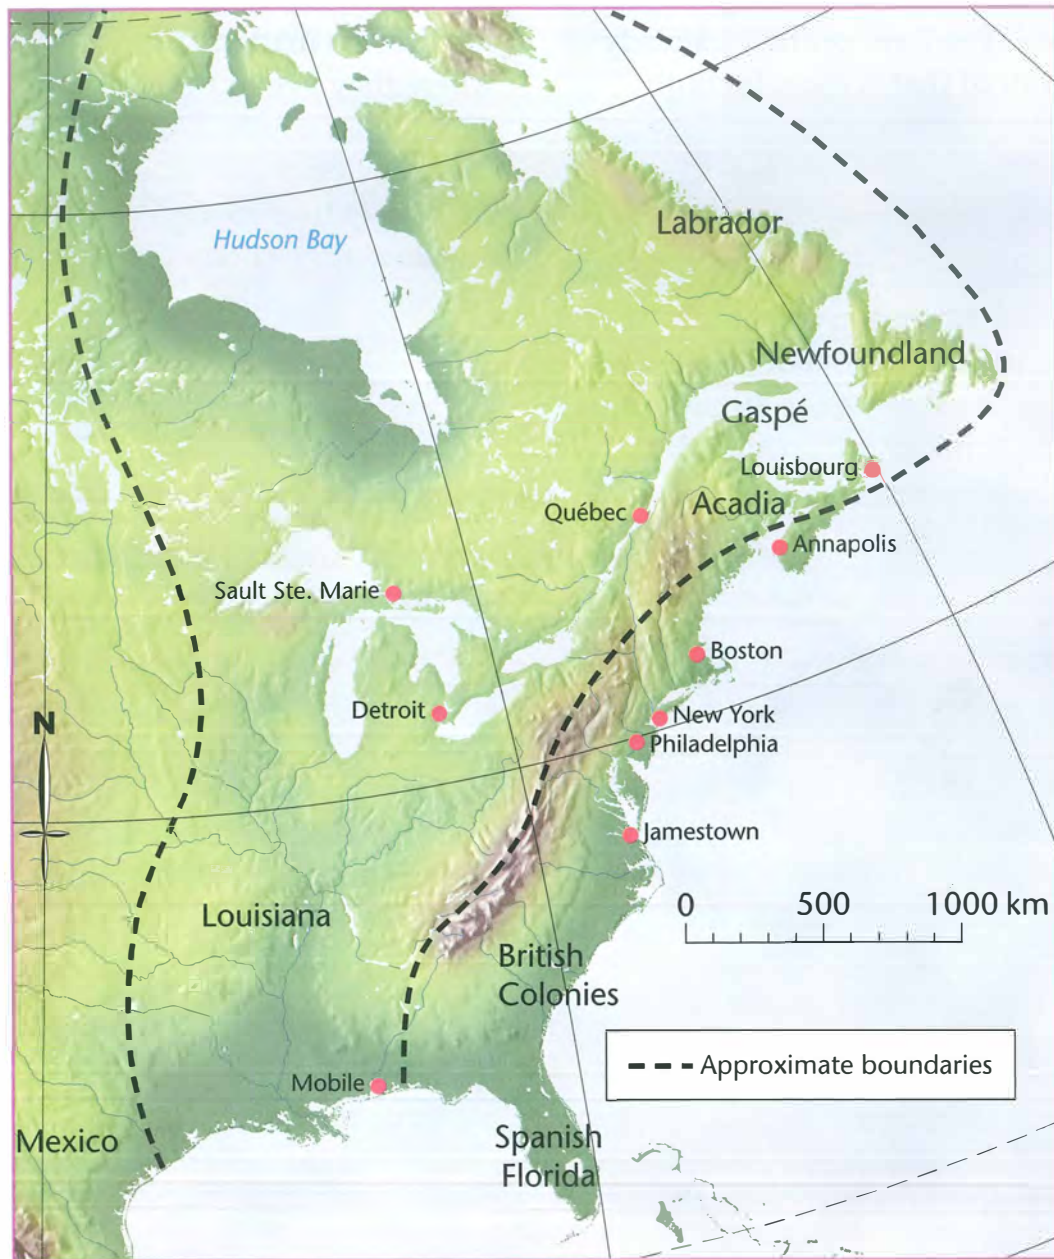 Hudson Bay
Labrador
Newfoundland
Gaspé
Louisbourg
Acadia
Québec
Annapolis
Sault Ste. Marie
Boston
Detroit
New York
Philadelphia
N
Jamestown
Louisiana
0 500 1000 km
British
Colonies
Approximate boundaries
Mobile
Mexico
Spanish
Florida